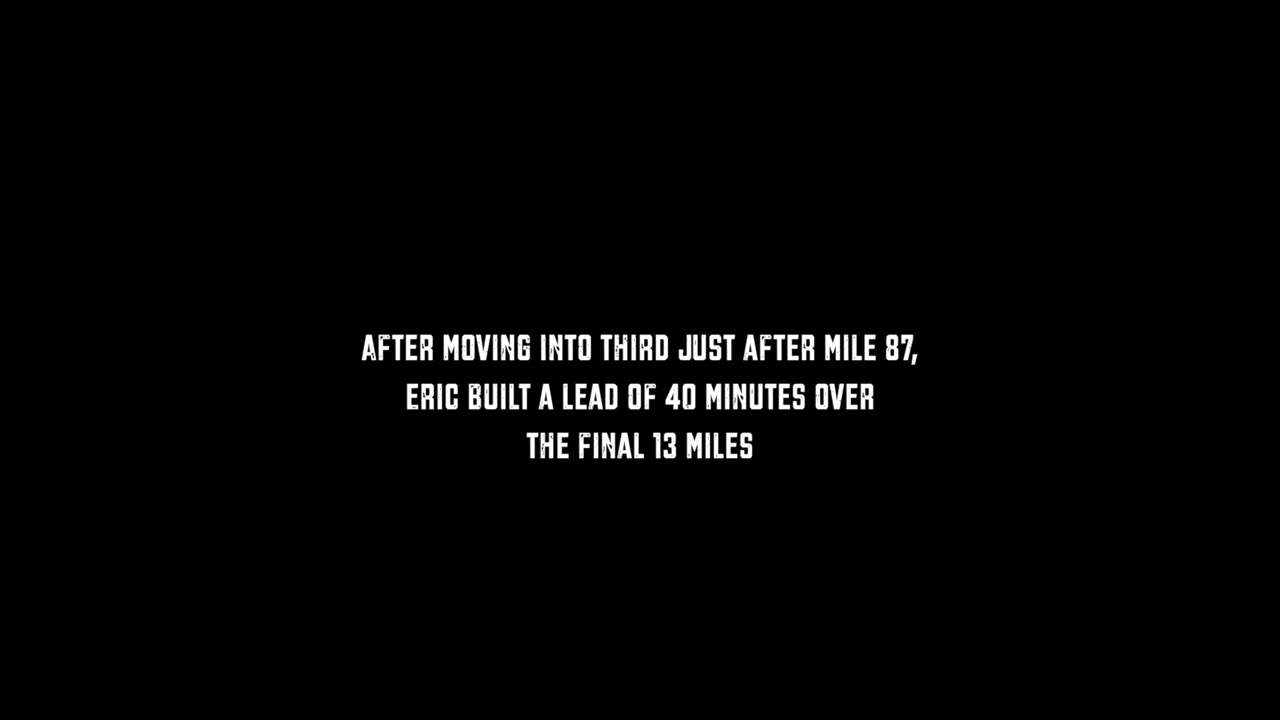 AFTER MOVING INTO THIRD JUST AFTER MILE 87,
ERIC BUILT A LEAD OF 40 MINUTES OVER
THE FINAL 13 MILES